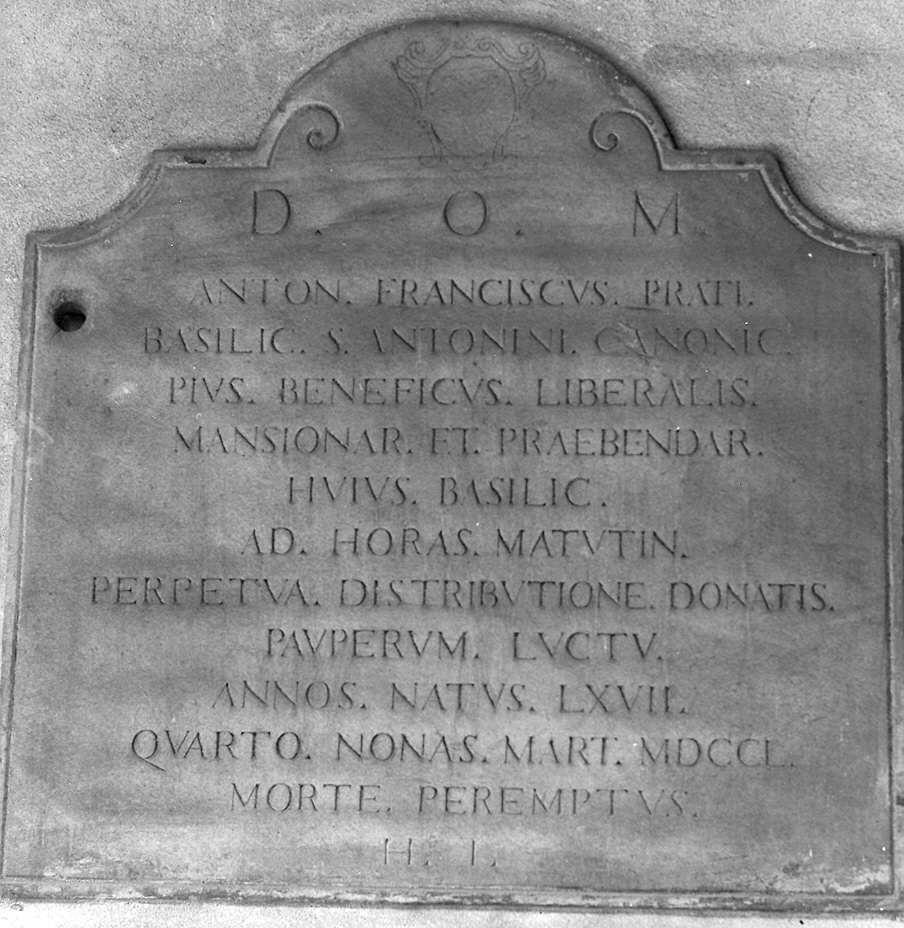 D. O. M.
ANTON. FRANCISCVS. PRATI.
BASILIC. S. ANTONINI. CANONIC.
PIVS. BENEFICVS. LIBERALIS.
MANSIONAR. ET. PRAEBENDAR.
HVIVS. BASILIC.
AD. HORAS. MATVTIN.
PERPETVA. DISTRIBVTIONE. DONATIS.
PAVPERVM. LVCTV.
ANNOS. NATVS. LXVII.
QVARTO. NONAS. MART. MDCCL.
MORTE. PEREMPTVS.
H. I.